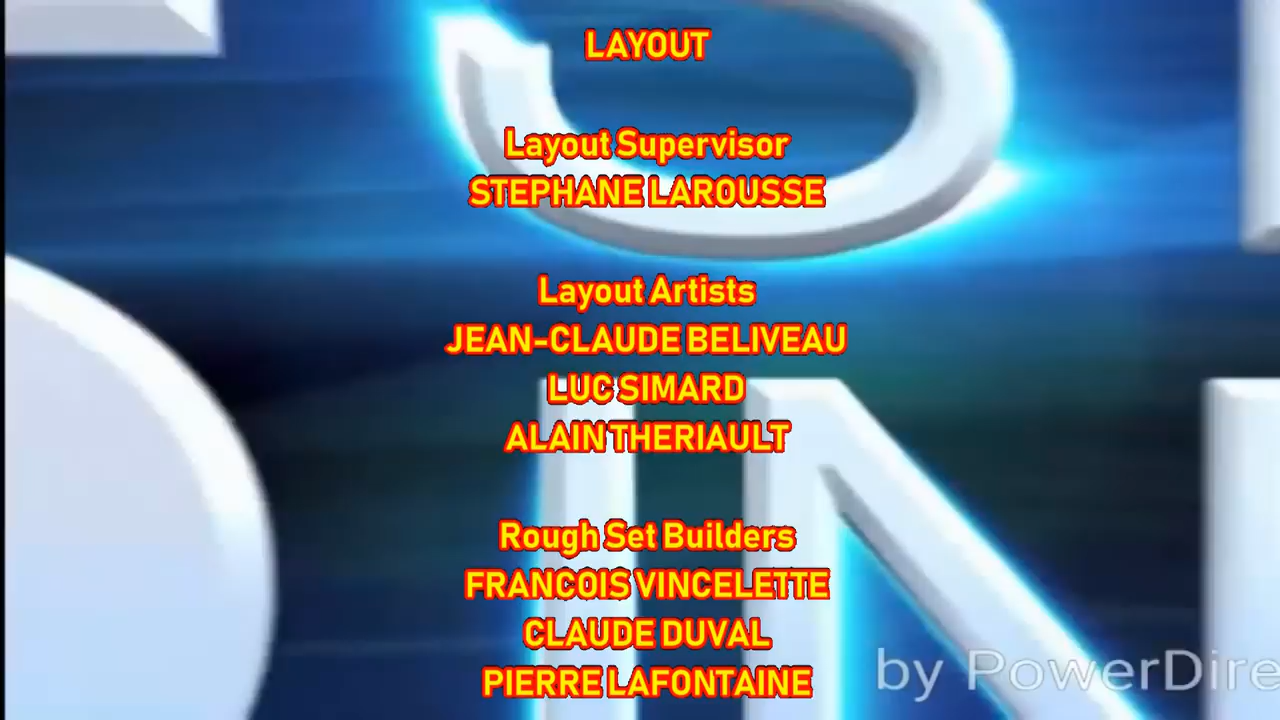 LAYOUT
Layout Supervisor
STEPHANE LAROUSSE
Layout Artists
JEAN-CLAUDE BELIVEAU
LUC SIMARD
ALAIN THERIAULT
Rough Set Builders
FRANCOIS VINCELETTE
CLAUDE DUVAL
PIERRE LAFONTAINE
by PowerDire